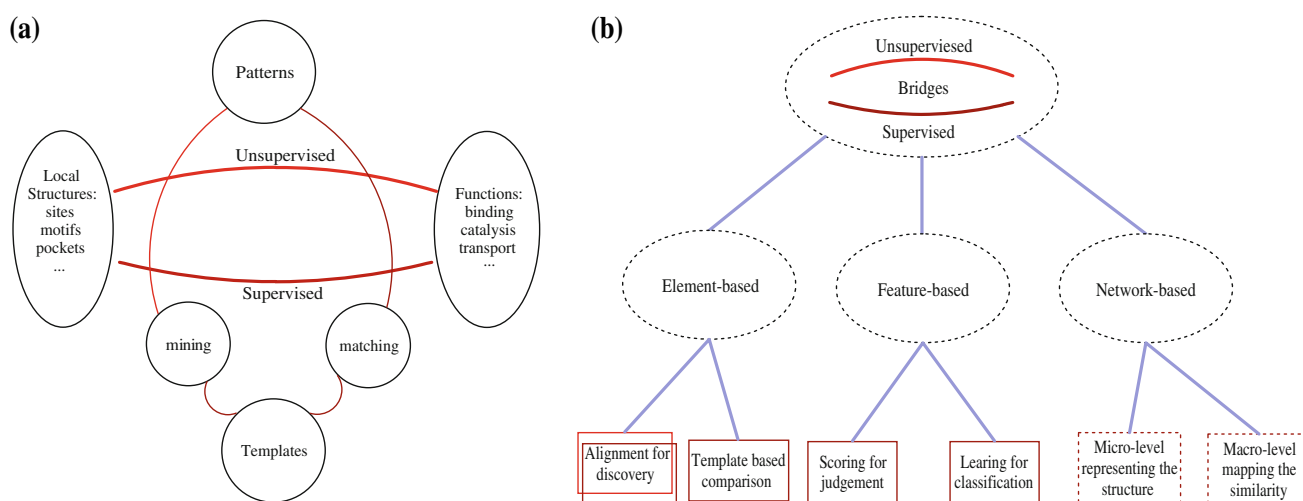 (a)
Patterns
Unsupervised
Local
Structures:
sites
motifs
pockets
...
Functions:
binding
catalysis
transport
...
Supervised
mining
matching
Templates
(b)
Unsuperviesed
Bridges
Supervised
Element-based
Feature-based
Network-based
Alignment for
discovery
Template based
comparison
Scoring for
judgement
Learing for
classification
Micro-level
representing the
structure
Macro-level
mapping the
similarity